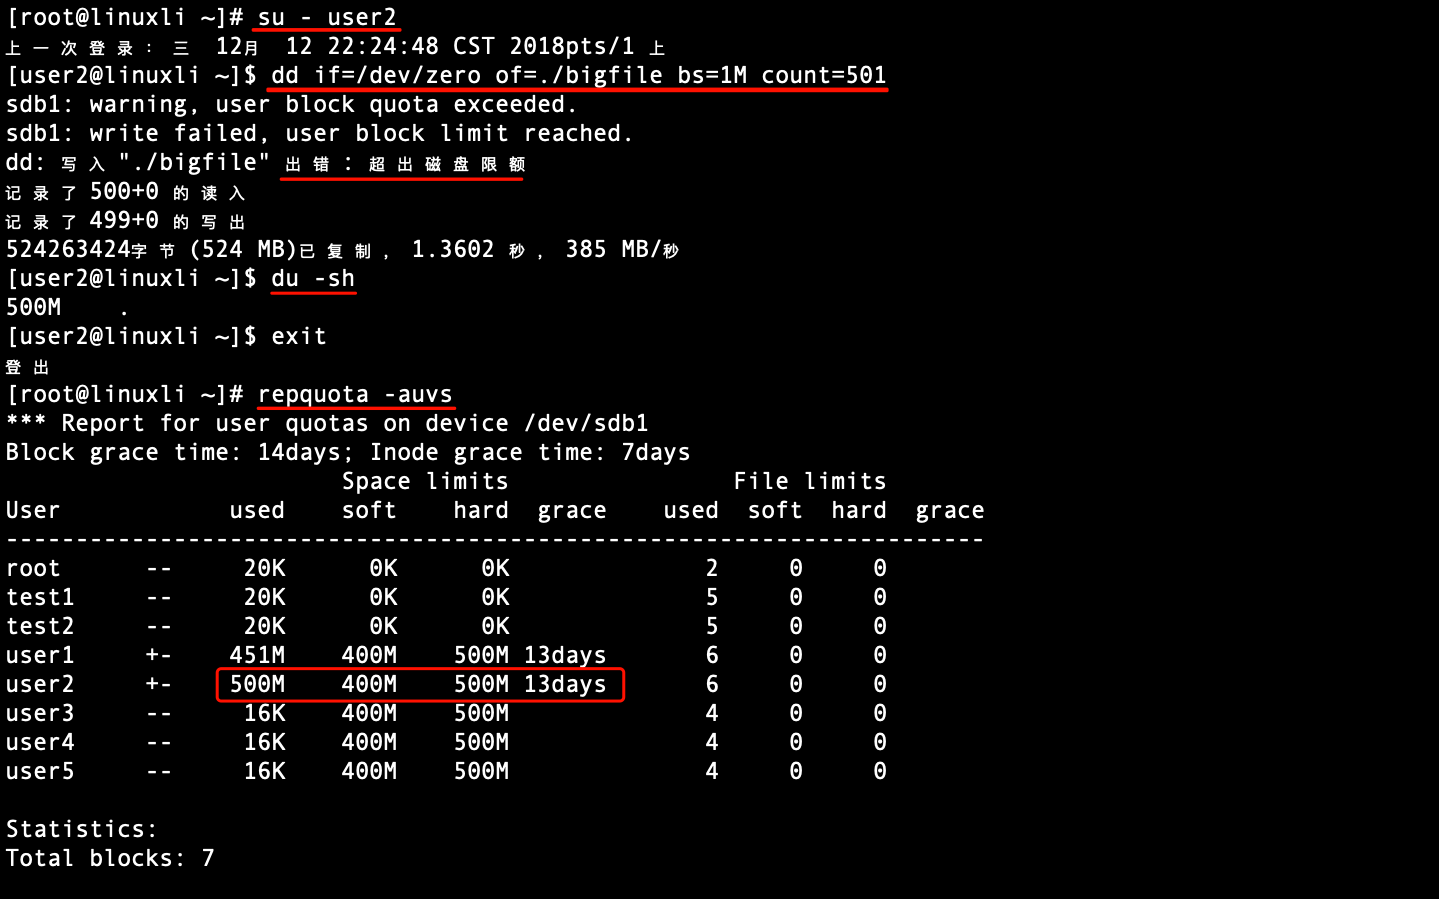 [root@linuxli ~]# su - user2
上一次登录：三 12月 12 22:24:48 CST 2018pts/1 上
[user2@linuxli ~]$ dd if=/dev/zero of=./bigfile bs=1M count=501
sdb1: warning, user block quota exceeded.
sdb1: write failed, user block limit reached.
dd: 写入"./bigfile" 出错：超出磁盘限额
记录了500+0 的读入
记录了499+0 的写出
524263424字节(524 MB)已复制，1.3602 秒，385 MB/秒
[user2@linuxli ~]$ du -sh
500M    .
[user2@linuxli ~]$ exit
登出
[root@linuxli ~]# repquota -auvs
*** Report for user quotas on device /dev/sdb1
Block grace time: 14days; Inode grace time: 7days
                        Space limits                File limits
User            used    soft    hard  grace    used  soft  hard  grace
----------------------------------------------------------------------
root      --     20K      0K      0K              2     0     0
test1     --     20K      0K      0K              5     0     0
test2     --     20K      0K      0K              5     0     0
user1     +-    451M    400M    500M 13days       6     0     0
user2     +-    500M    400M    500M 13days       6     0     0
user3     --     16K    400M    500M              4     0     0
user4     --     16K    400M    500M              4     0     0
user5     --     16K    400M    500M              4     0     0
Statistics:
Total blocks: 7